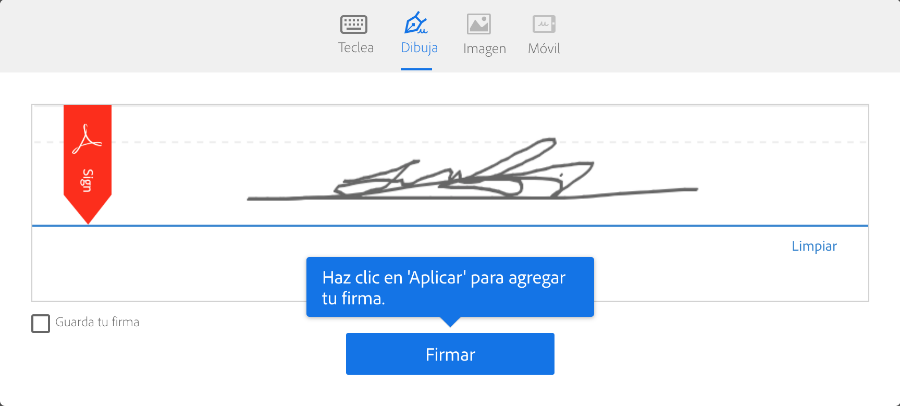 Teclea
Dibuja
Imagen
Móvil
Sign
Limpiar
Haz clic en 'Aplicar' para agregar
tu firma.
Guarda tu firma
Firmar